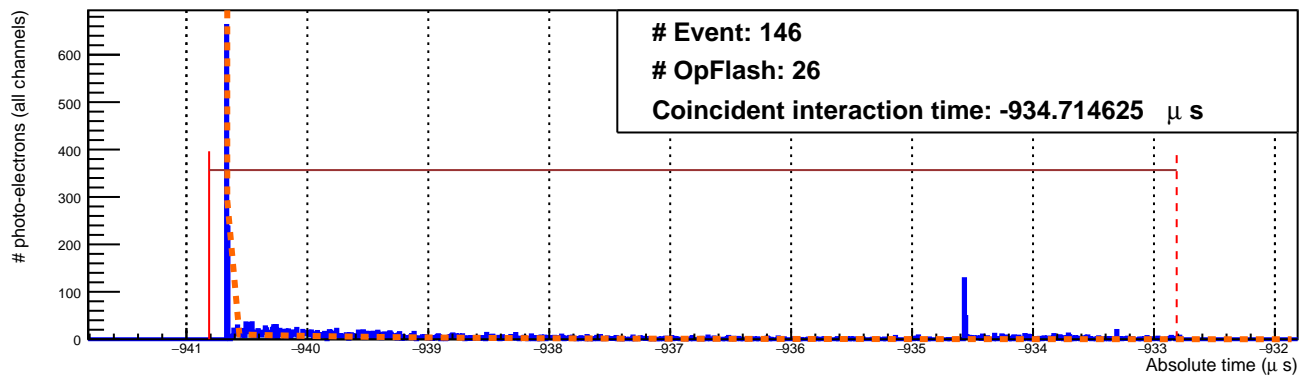 # photo-electrons (all channels)
600
500
400
300
200
100
0
# Event: 146
# OpFlash: 26
Coincident interaction time: -934.714625 μ s
−941 −940 −939 −938 −937 −936 −935 −934 −933 −932
Absolute time (μ s)